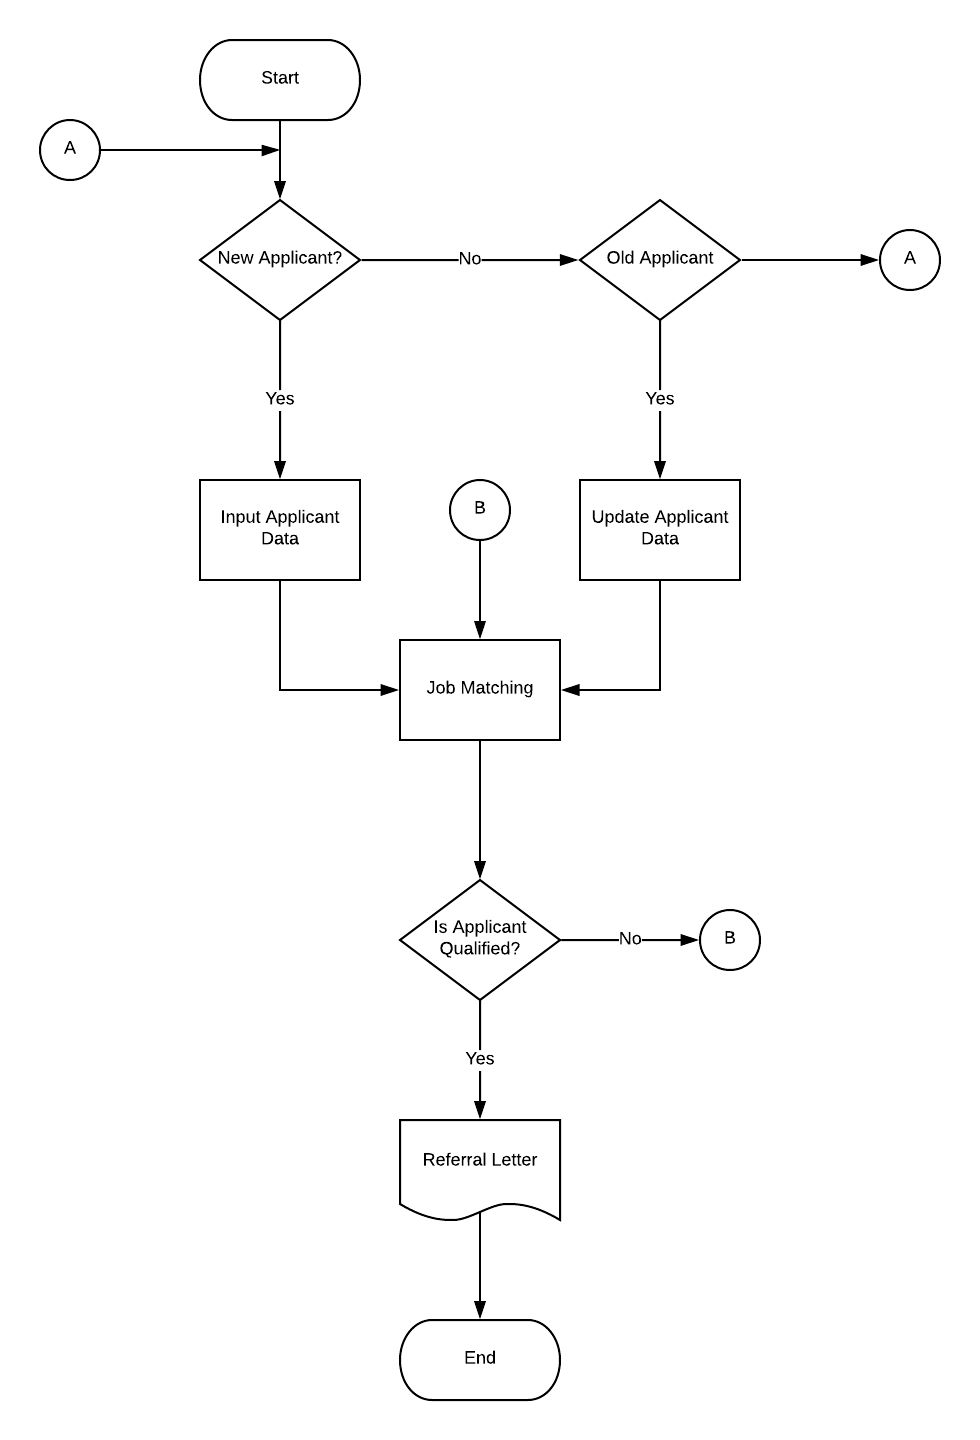 Start
A
New Applicant?
No
Old Applicant
A
Yes
Yes
Input Applicant
Data
B
Update Applicant
Data
Job Matching
Is Applicant
Qualified?
No
B
Yes
Referral Letter
End